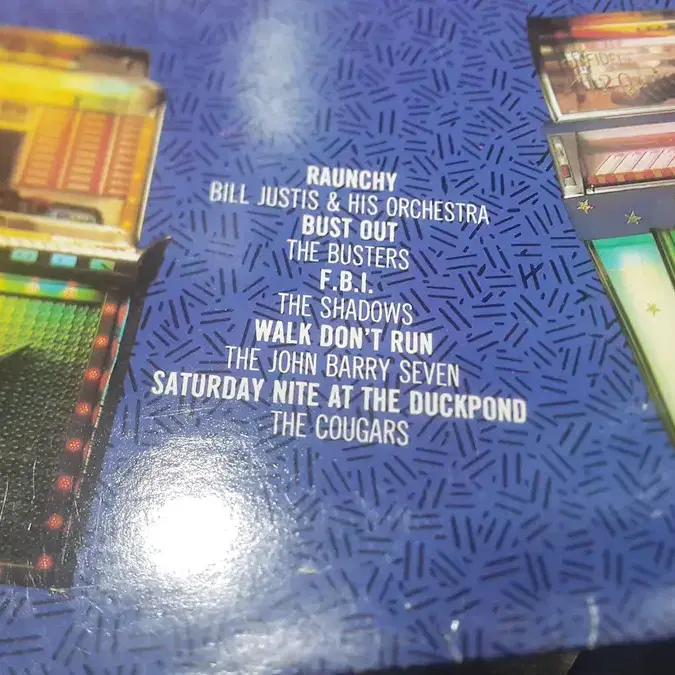 RAUNCHY
BILL JUSTIS & HIS ORCHESTRA
BUST OUT
THE BUSTERS
F.B.I.
THE SHADOWS
WALK DON'T RUN
THE JOHN BARRY SEVEN
SATURDAY NITE AT THE DUCKPOND
THE COUGARS